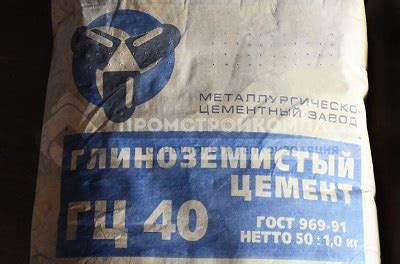 МЕТАЛЛУРГИЧЕСКО
ЦЕМЕНТНЫЙ ЗАВОД
ГЛИНОЗЕМИСТЫЙ
ЦЕМЕНТ
ГЦ 40
ГОСТ 969-91
НЕТТО 50 : 1,0 кг